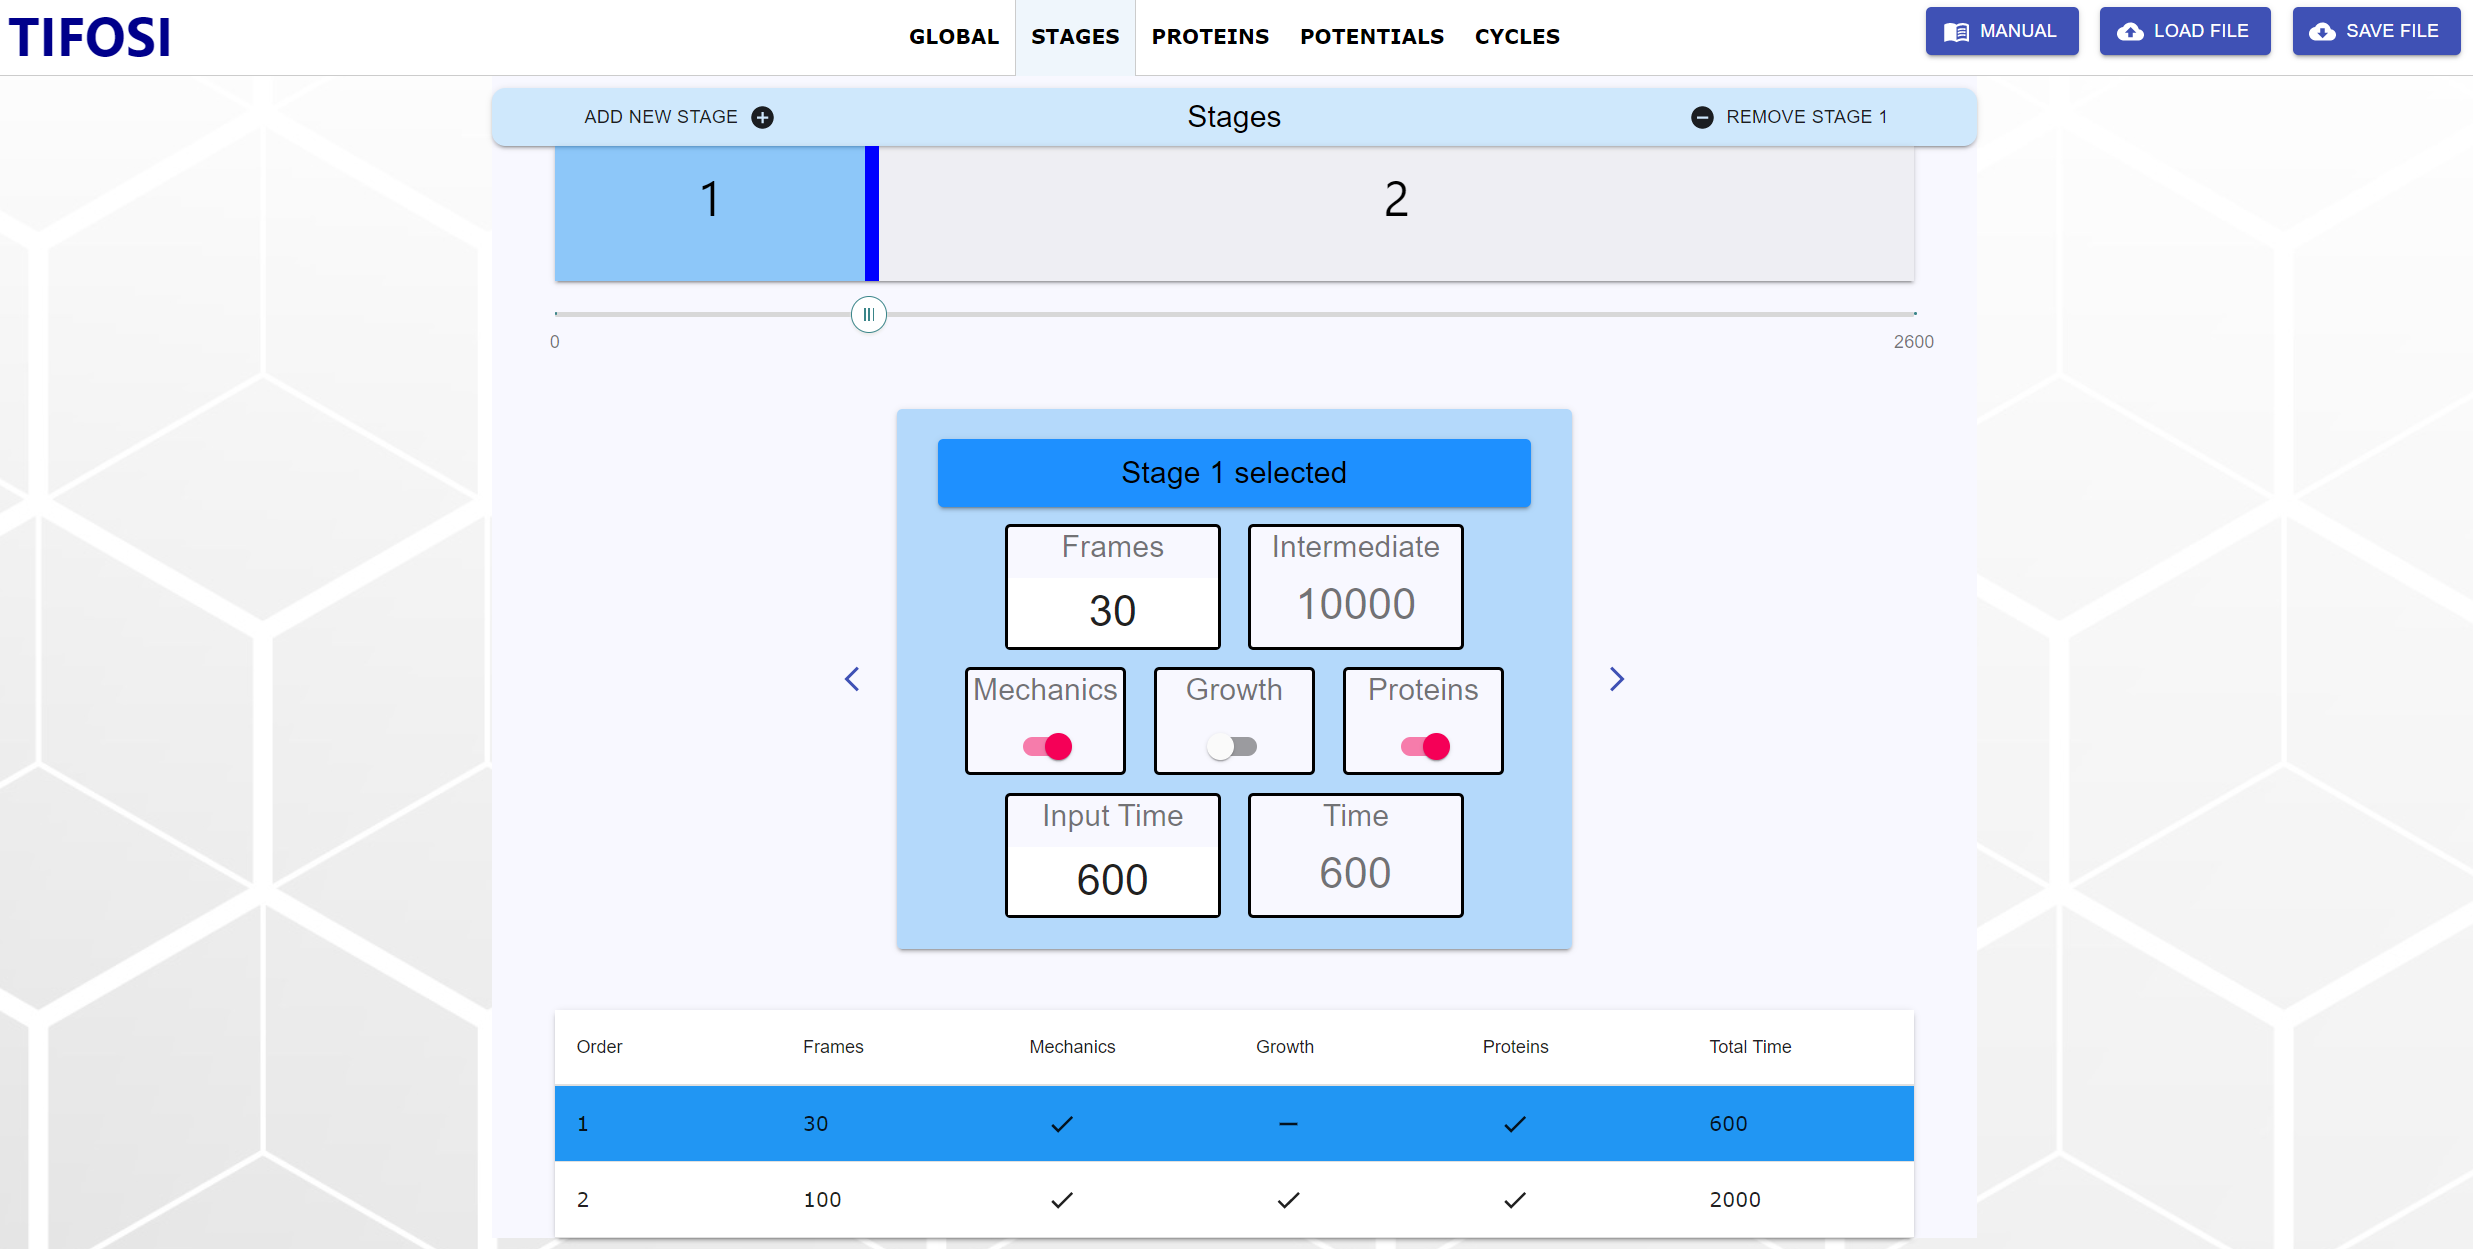 TIFOSI
GLOBAL STAGES PROTEINS POTENTIALS CYCLES
MANUAL LOAD FILE SAVE FILE
ADD NEW STAGE Stages REMOVE STAGE 1
1 2
0 2600
Stage 1 selected
Frames Intermediate
30 10000
Mechanics Growth Proteins
Input Time Time
600 600
Order Frames Mechanics Growth Proteins Total Time
1 30 600
2 100 2000